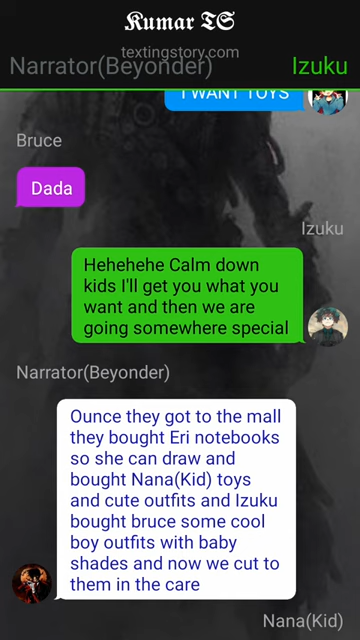 Kumar TS
textingstory.com
Narrator(Beyonder)
Izuku
I WANT TOYS
Bruce
Dada
Izuku
Hehehehe Calm down
kids I'll get you what you
want and then we are
going somewhere special
Narrator(Beyonder)
Ounce they got to the mall
they bought Eri notebooks
so she can draw and
bought Nana(Kid) toys
and cute outfits and Izuku
bought bruce some cool
boy outfits with baby
shades and now we cut to
them in the care
Nana(Kid)